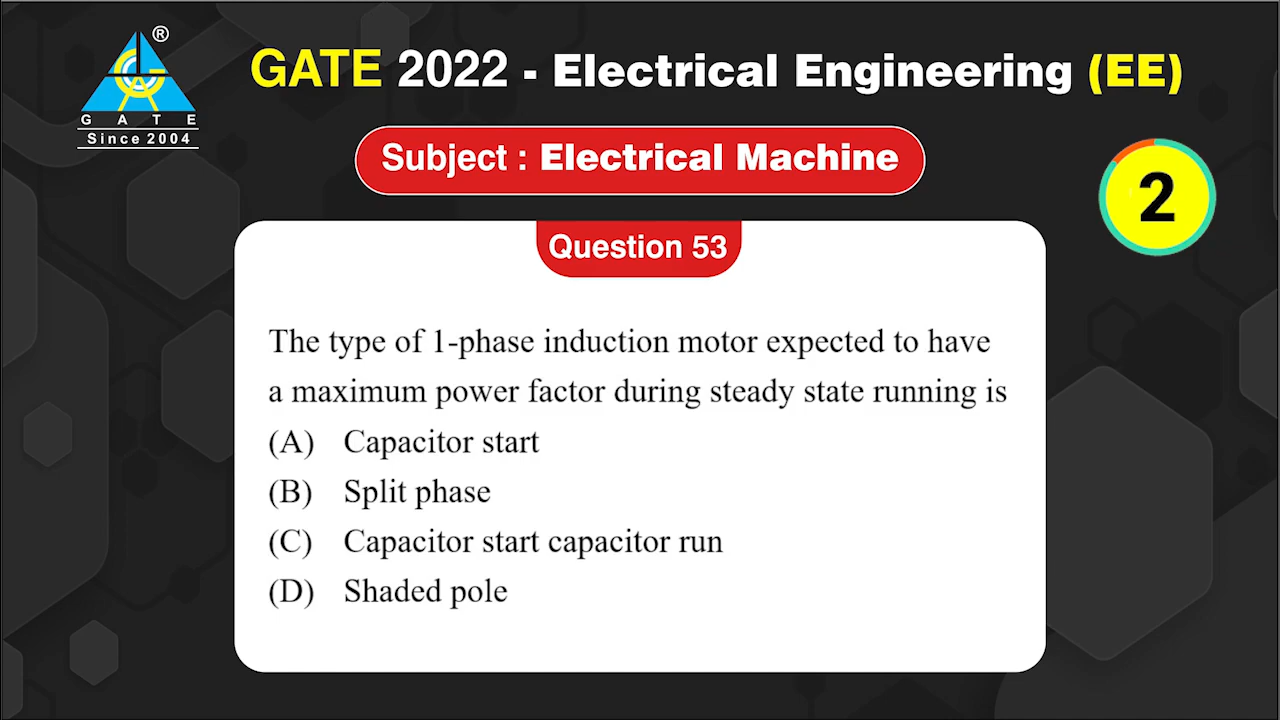 ®
GATE
Since 2004
GATE 2022 - Electrical Engineering (EE)
Subject : Electrical Machine
2
Question 53
The type of 1-phase induction motor expected to have
a maximum power factor during steady state running is
(A) Capacitor start
(B) Split phase
(C) Capacitor start capacitor run
(D) Shaded pole